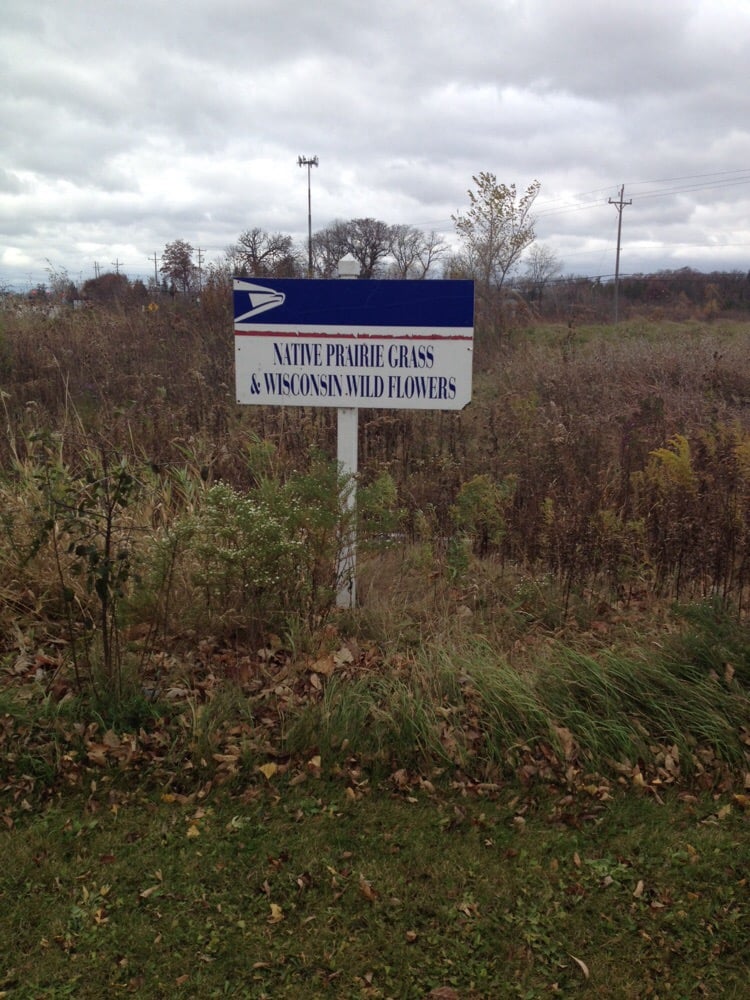 NATIVE PRAIRIE GRASS
& WISCONSIN WILD FLOWERS